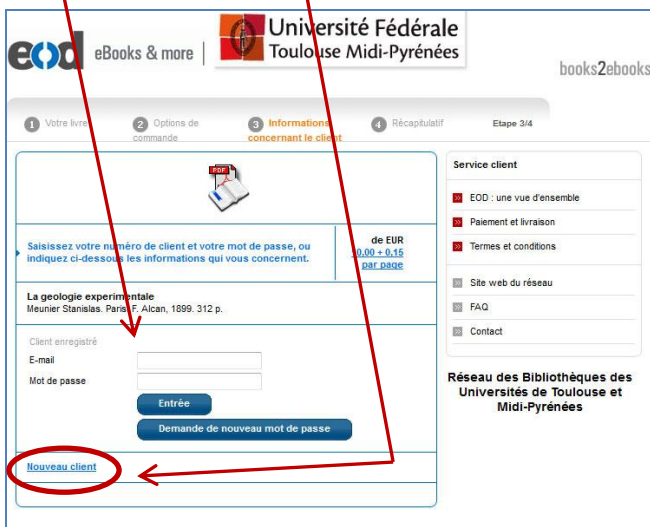 eod eBooks & more |
Université Fédérale
Toulouse Midi-Pyrénées
books2ebooks
1 Votre livre
2 Options de
commande
3 Informations
concernant le client
4 Récapitulatif
Etape 3/4
PDF
Saisissez votre numéro de client et votre mot de passe, ou
indiquez ci-dessous les informations qui vous concernent.
de EUR
10,00 + 0,15
par page
La geologie experimentale
Meunier Stanislas. Paris: F. Alcan, 1899. 312 p.
Client enregistré
E-mail
Mot de passe
Entrée
Demande de nouveau mot de passe
Nouveau client
Service client
EOD : une vue d'ensemble
Paiement et livraison
Termes et conditions
Site web du réseau
FAQ
Contact
Réseau des Bibliothèques des
Universités de Toulouse et
Midi-Pyrénées